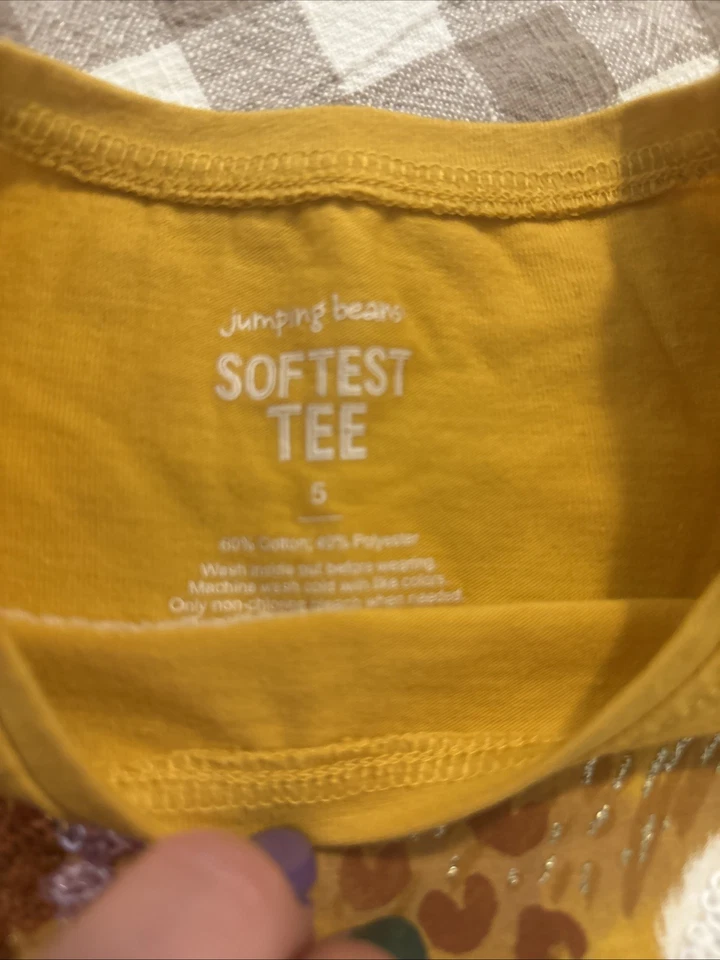 jumping beans
SOFTEST
TEE
5
60% Cotton, 40% Polyester
Wash inside out before wearing.
Machine wash cold with like colors.
Only non-chlorine bleach when needed.